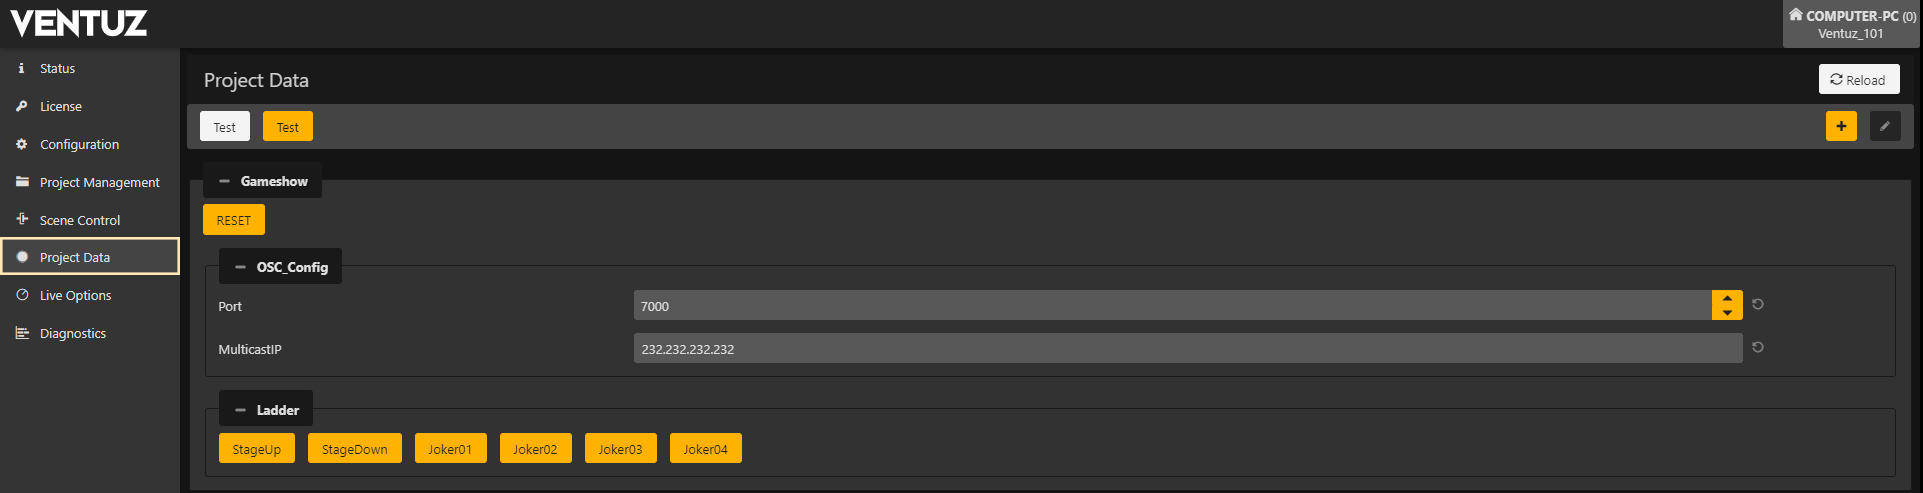 VENTUZ
COMPUTER-PC (0)
Ventuz_101
Status
License
Configuration
Project Management
Scene Control
Project Data
Live Options
Diagnostics
Project Data
Reload
Test Test
Gameshow
RESET
OSC_Config
Port 7000
MulticastIP 232.232.232.232
Ladder
StageUp StageDown Joker01 Joker02 Joker03 Joker04